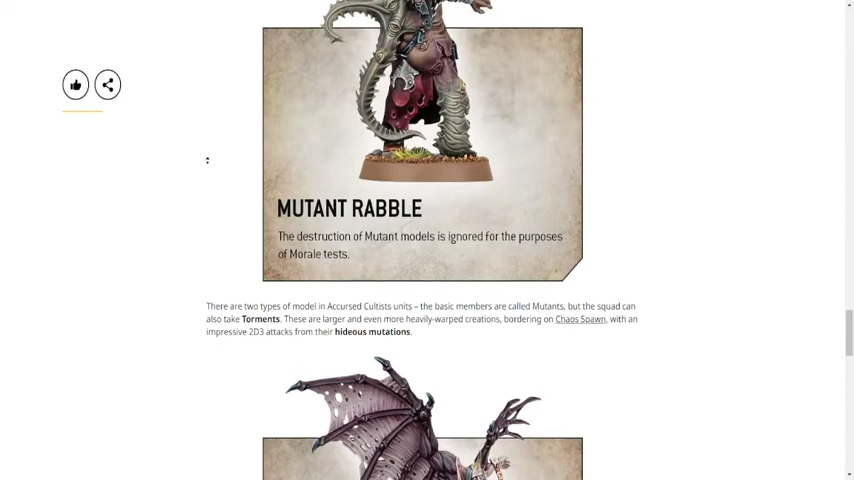 MUTANT RABBLE
The destruction of Mutant models is ignored for the purposes
of Morale tests.
There are two types of model in Accursed Cultists units – the basic members are called Mutants, but the squad can
also take Torments. These are larger and even more heavily-warped creations, bordering on Chaos Spawn, with an
impressive 2D3 attacks from their hideous mutations.